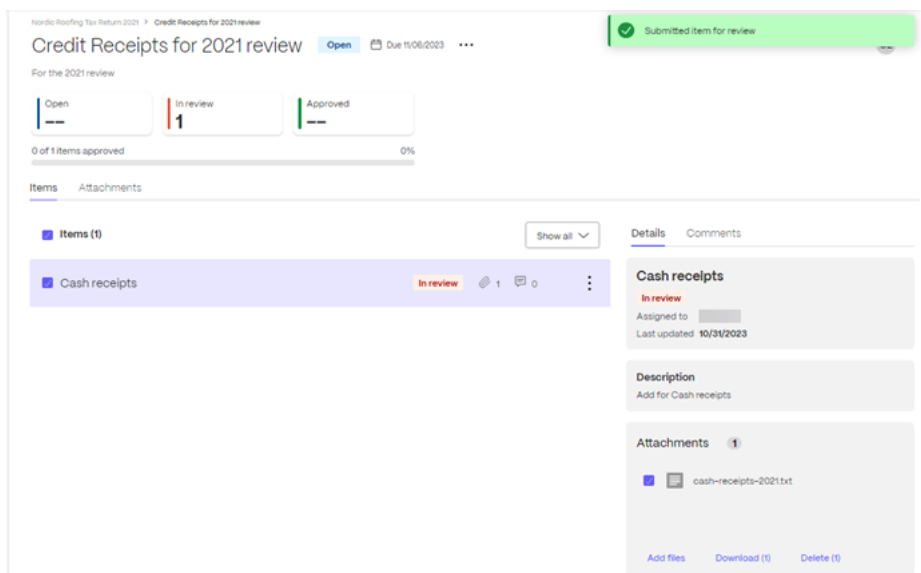 Nordic Roofing Tax Return 2021 > Credit Receipts for 2021 review
Credit Receipts for 2021 review Open Due 11/06/2023 •••
Submitted item for review
For the 2021 review
Open
--
In review
1
Approved
--
0 of 1 items approved 0%
Items Attachments
Items (1) Show all
Cash receipts In review 1 0
Details Comments
Cash receipts
In review
Assigned to
Last updated 10/31/2023
Description
Add for Cash receipts
Attachments 1
cash-receipts-2021.txt
Add files Download (1) Delete (1)